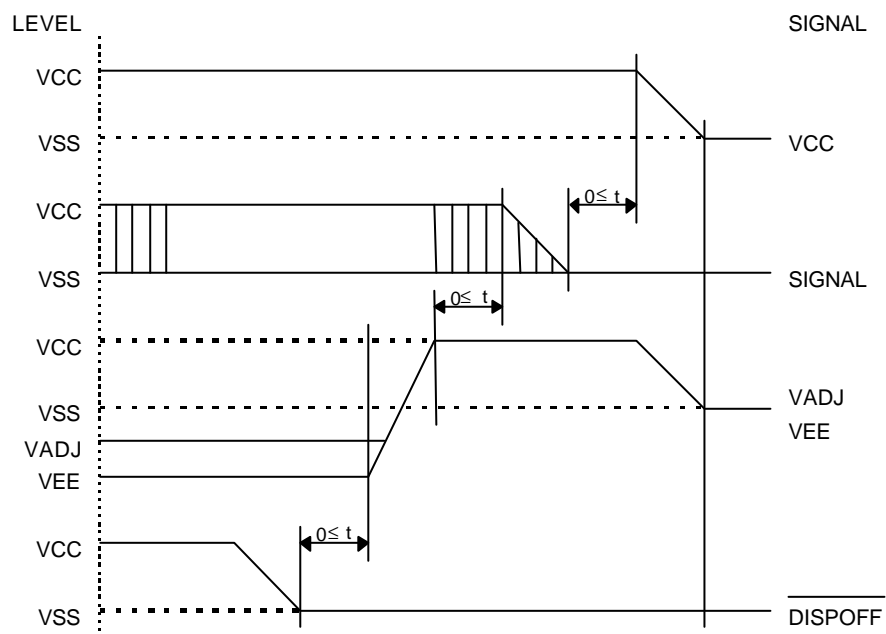 LEVEL SIGNAL
VCC
VSS VCC
0≤ t
VCC
VSS SIGNAL
0≤ t
VCC
VSS VADJ
VADJ VEE
VEE
0≤ t
VCC
VSS DISPOFF